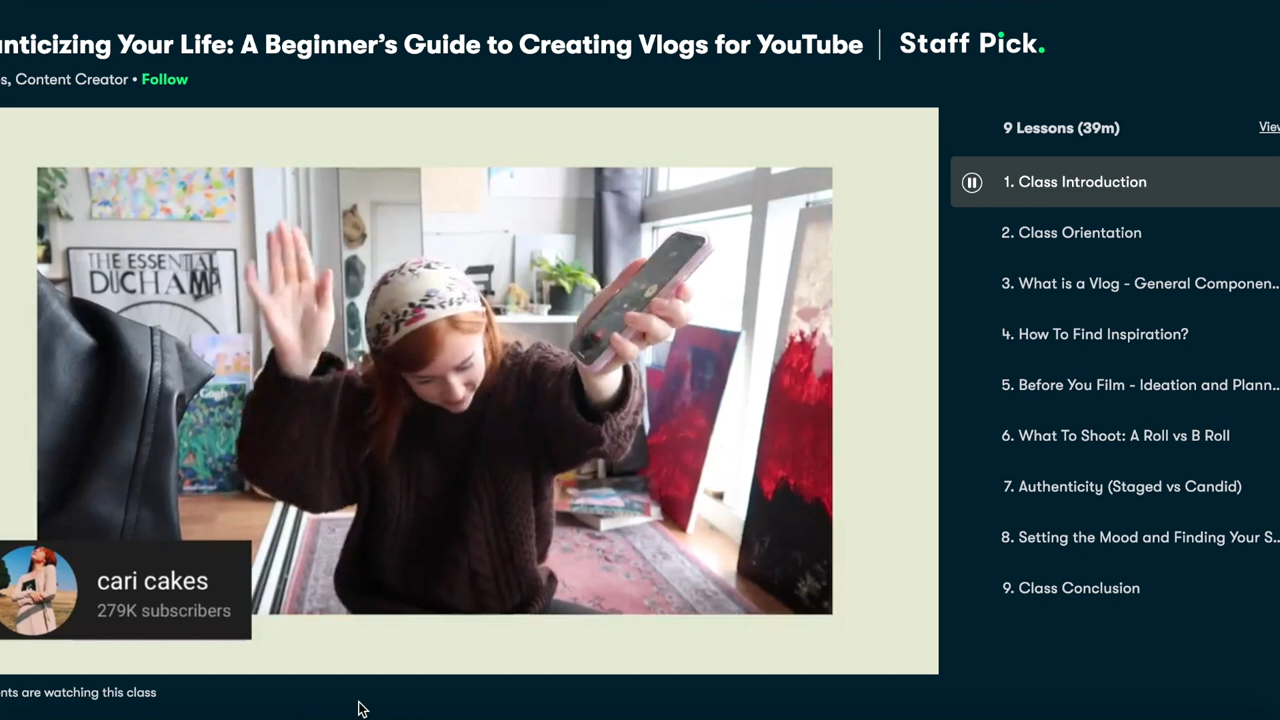 nticizing Your Life: A Beginner's Guide to Creating Vlogs for YouTube
Staff Pick.
s, Content Creator • Follow
9 Lessons (39m)
View
1. Class Introduction
2. Class Orientation
3. What is a Vlog - General Componen..
4. How To Find Inspiration?
5. Before You Film - Ideation and Plann..
6. What To Shoot: A Roll vs B Roll
7. Authenticity (Staged vs Candid)
8. Setting the Mood and Finding Your S..
9. Class Conclusion
THE ESSENTIAL
DUCHAMP
Gogh
cari cakes
279K subscribers
nts are watching this class